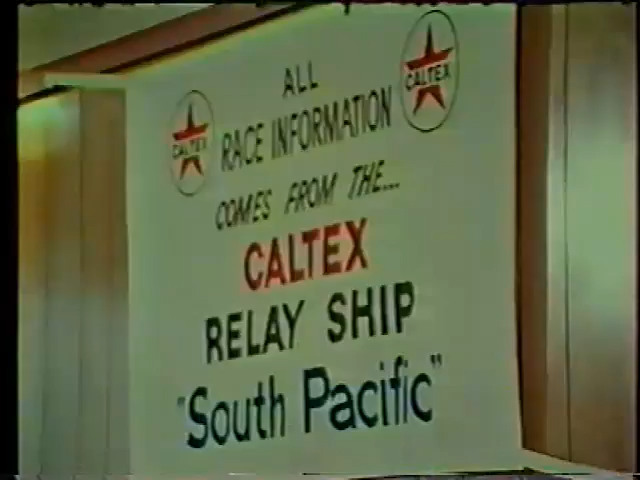 ALL
CALTEX
CALTEX
RACE INFORMATION
COMES FROM THE...
CALTEX
RELAY SHIP
"South Pacific"